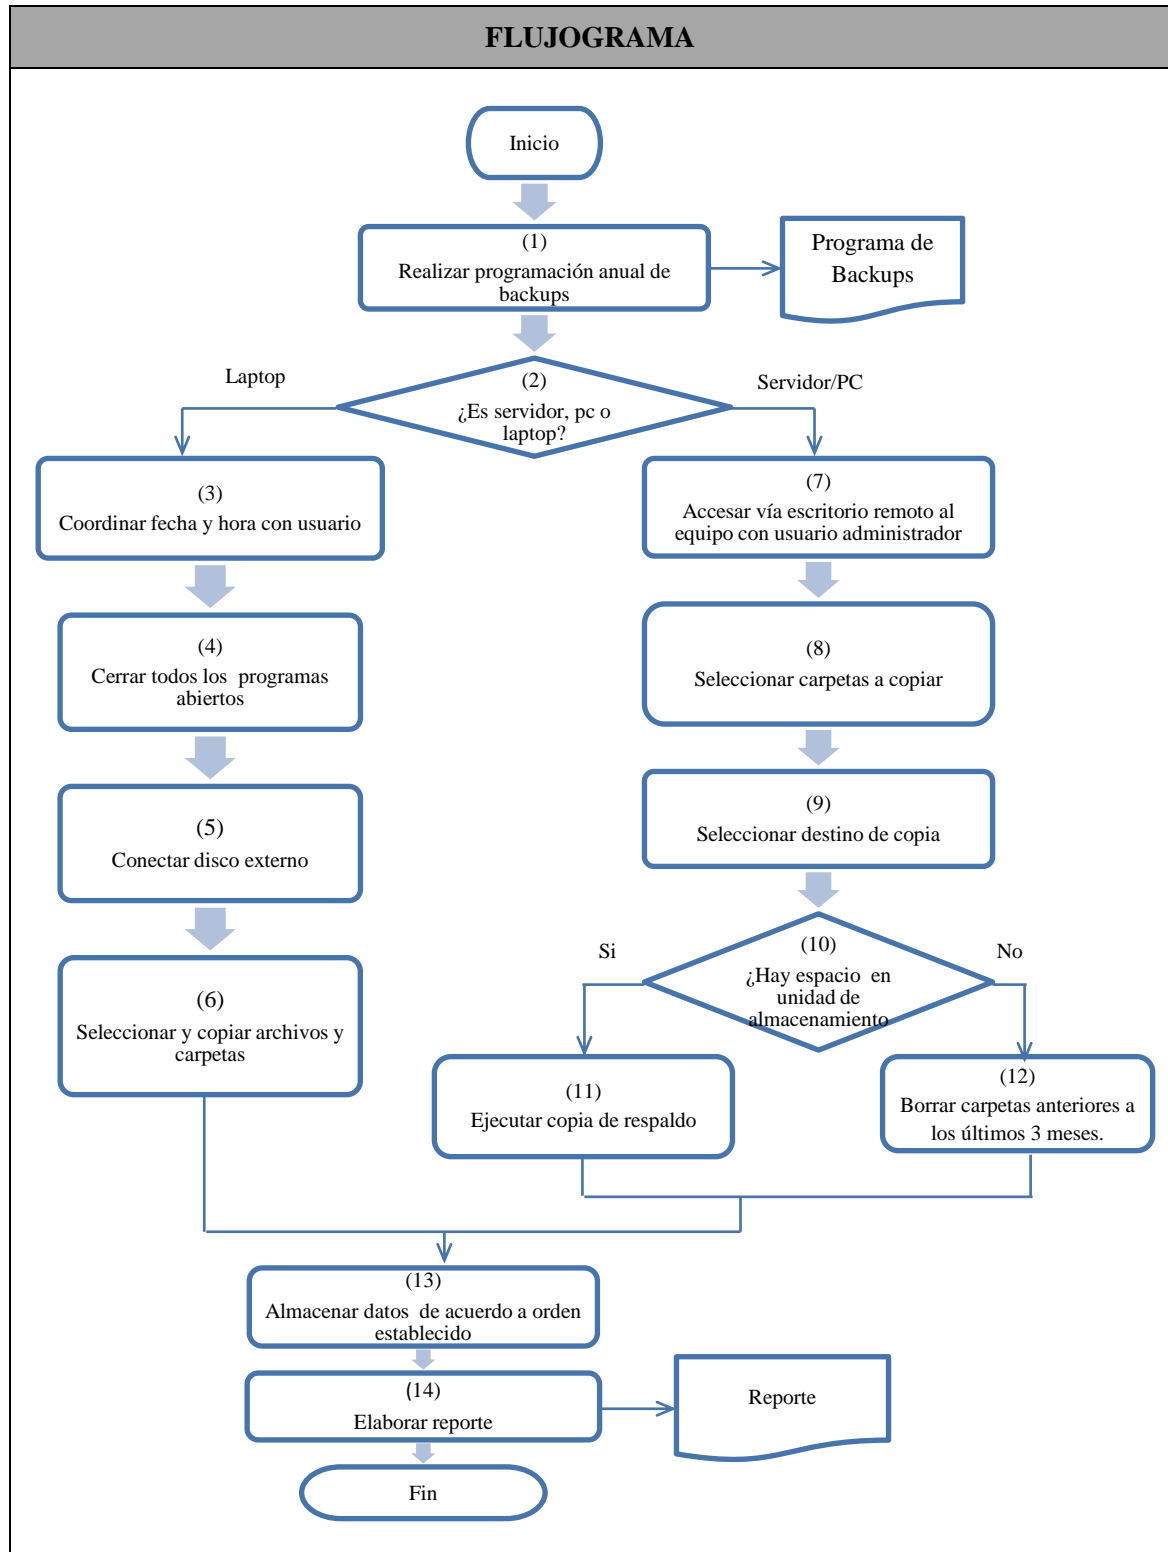 FLUJOGRAMA
Inicio
(1)
Realizar programación anual de
backups
Programa de
Backups
Laptop
(2)
¿Es servidor, pc o
laptop?
Servidor/PC
(3)
Coordinar fecha y hora con usuario
(7)
Accesar vía escritorio remoto al
equipo con usuario administrador
(4)
Cerrar todos los programas
abiertos
(8)
Seleccionar carpetas a copiar
(5)
Conectar disco externo
(9)
Seleccionar destino de copia
Si
(10)
¿Hay espacio en
unidad de
almacenamiento
No
(6)
Seleccionar y copiar archivos y
carpetas
(11)
Ejecutar copia de respaldo
(12)
Borrar carpetas anteriores a
los últimos 3 meses.
(13)
Almacenar datos de acuerdo a orden
establecido
(14)
Elaborar reporte
Reporte
Fin